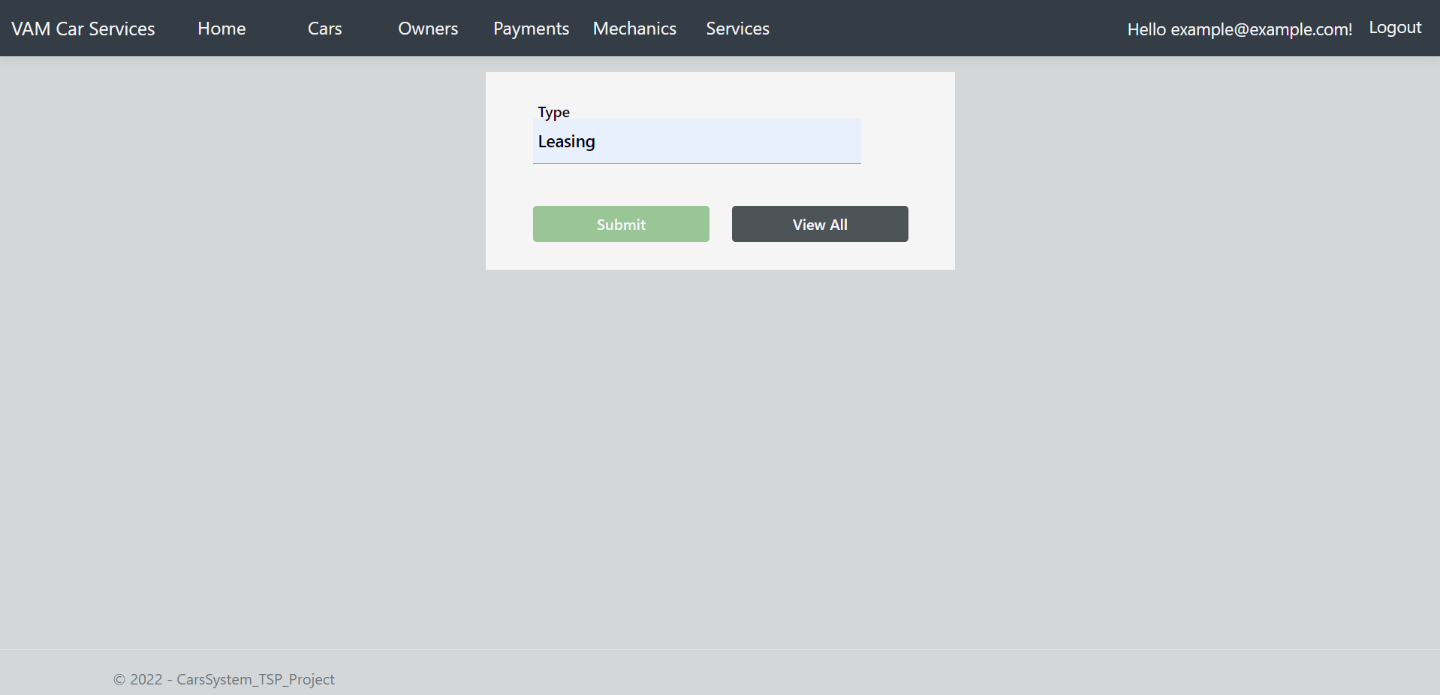 VAM Car Services Home Cars Owners Payments Mechanics Services Hello example@example.com! Logout
Type
Leasing
Submit View All
© 2022 - CarsSystem_TSP_Project